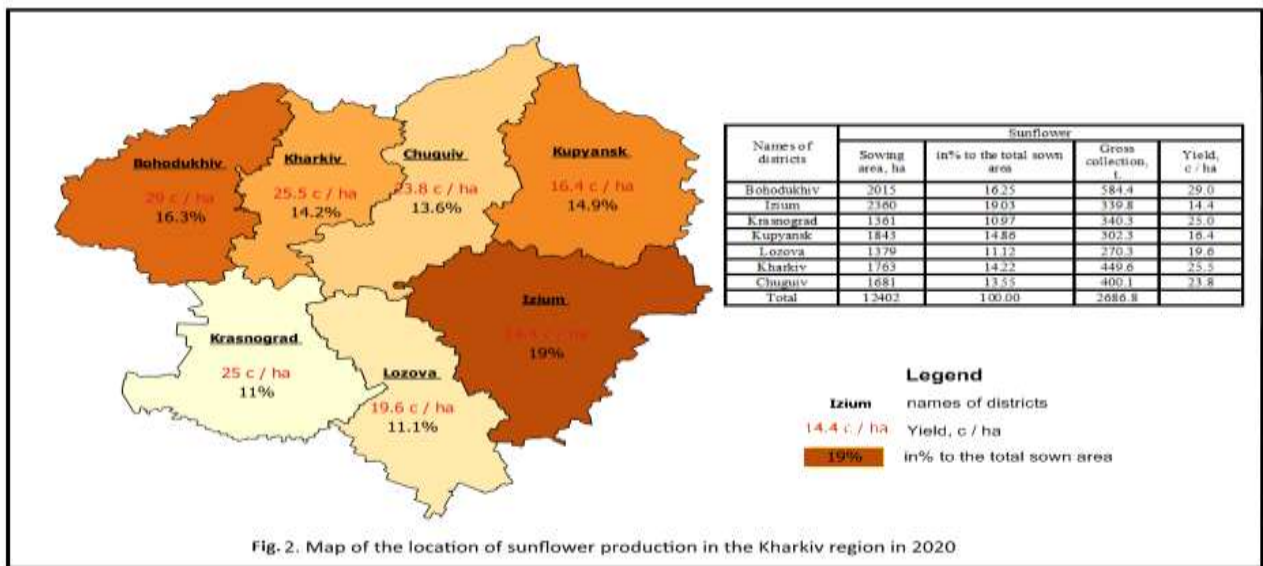 Bohodukhiv
29 c / ha
16.3%
Kharkiv
25.5 c / ha
14.2%
Chuguiv
23.8 c / ha
13.6%
Kupyansk
16.4 c / ha
14.9%
Izium
14.4 c / ha
19%
Krasnograd
25 c / ha
11%
Lozova
19.6 c / ha
11.1%
Names of districts Sunflower
Sowing area, ha in% to the total sown area Gross collection, t. Yield, c / ha
Bohodukhiv 2015 16.25 584.4 29.0
Izium 2360 19.03 339.8 14.4
Krasnograd 1361 10.97 340.3 25.0
Kupyansk 1843 14.86 302.3 16.4
Lozova 1379 11.12 270.3 19.6
Kharkiv 1763 14.22 449.6 25.5
Chuguiv 1681 13.55 400.1 23.8
Total 12402 100.00 2686.8
Legend
Izium names of districts
14.4 c / ha Yield, c / ha
19% in% to the total sown area
Fig. 2. Map of the location of sunflower production in the Kharkiv region in 2020